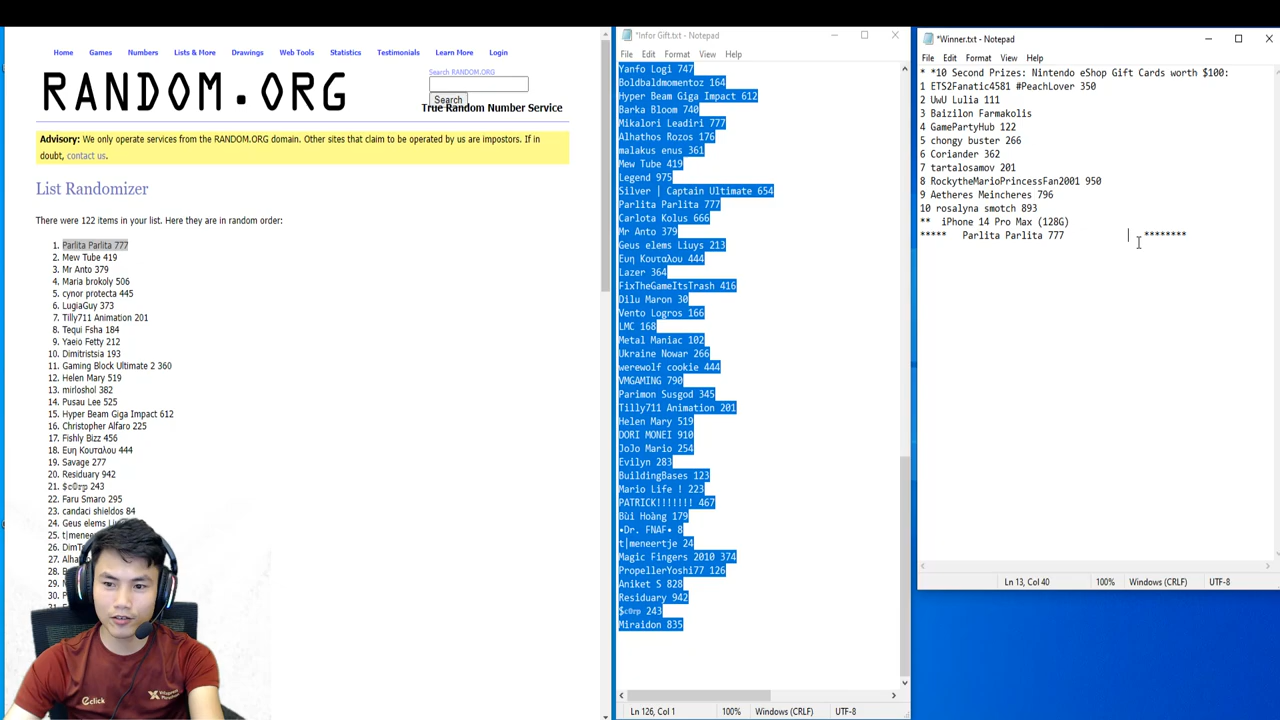 Home Games Numbers Lists & More Drawings Web Tools Statistics Testimonials Learn More Login
RANDOM.ORG
Search RANDOM.ORG
Search
True Random Number Service
Advisory: We only operate services from the RANDOM.ORG domain. Other sites that claim to be operated by us are impostors. If in
doubt, contact us.
List Randomizer
There were 122 items in your list. Here they are in random order:
1. Parlita Parlita 777
2. Mew Tube 419
3. Mr Anto 379
4. Maria brokoly 506
5. cynor protecta 445
6. LugiaGuy 373
7. Tilly711 Animation 201
8. Tequi Fsha 184
9. Yaeio Fetty 212
10. Dimitristsia 193
11. Gaming Block Ultimate 2 360
12. Helen Mary 519
13. mirloshol 382
14. Pusau Lee 525
15. Hyper Beam Giga Impact 612
16. Christopher Alfaro 225
17. Fishly Bizz 456
18. Ευη Κουταλου 444
19. Savage 277
20. Residuary 942
21. $𝕔𝟘𝕣𝕡 243
22. Faru Smaro 295
23. candaci shieldos 84
24. Geus elems
25. t|meneer
26.
27.
28.
29.
30.
eclick
*Infor Gift.txt - Notepad
File Edit Format View Help
Yanfo Logi 747
Boldbaldmomentoz 164
Hyper Beam Giga Impact 612
Barka Bloom 740
Mikalori Leadiri 777
Alhathos Rozos 176
malakus enus 361
Mew Tube 419
Legend 975
Silver | Captain Ultimate 654
Parlita Parlita 777
Carlota Kolus 666
Mr Anto 379
Geus elems Liuys 213
Ευη Κουταλου 444
Lazer 364
FixTheGameItsTrash 416
Dilu Maron 30
Vento Logros 166
LMC 168
Metal Maniac 102
Ukraine Nowar 266
werewolf cookie 444
VMGAMING 790
Parimon Susgod 345
Tilly711 Animation 201
Helen Mary 519
DORI MONEI 910
JoJo Mario 254
Evilyn 283
BuildingBases 123
Mario Life ! 223
PATRICK!!!!!!! 467
Bùi Hoàng 179
•Dr. FNAF• 8
t|meneertje 24
Magic Fingers 2010 374
PropellerYoshi77 126
Aniket S 828
Residuary 942
$𝕔𝟘𝕣𝕡 243
Miraidon 835
Ln 126, Col 1 100% Windows (CRLF) UTF-8
*Winner.txt - Notepad
File Edit Format View Help
* * *10 Second Prizes: Nintendo eShop Gift Cards worth $100:
1 ETS2Fanatic4581 #PeachLover 350
2 UwU Lulia 111
3 Baizilon Farmakolis
4 GamePartyHub 122
5 chongy buster 266
6 Coriander 362
7 tartalosamov 201
8 RockytheMarioPrincessFan2001 950
9 Aetheres Meincheres 796
10 rosalyna smotch 893
** iPhone 14 Pro Max (128G)
***** Parlita Parlita 777 ********
Ln 13, Col 40 100% Windows (CRLF) UTF-8